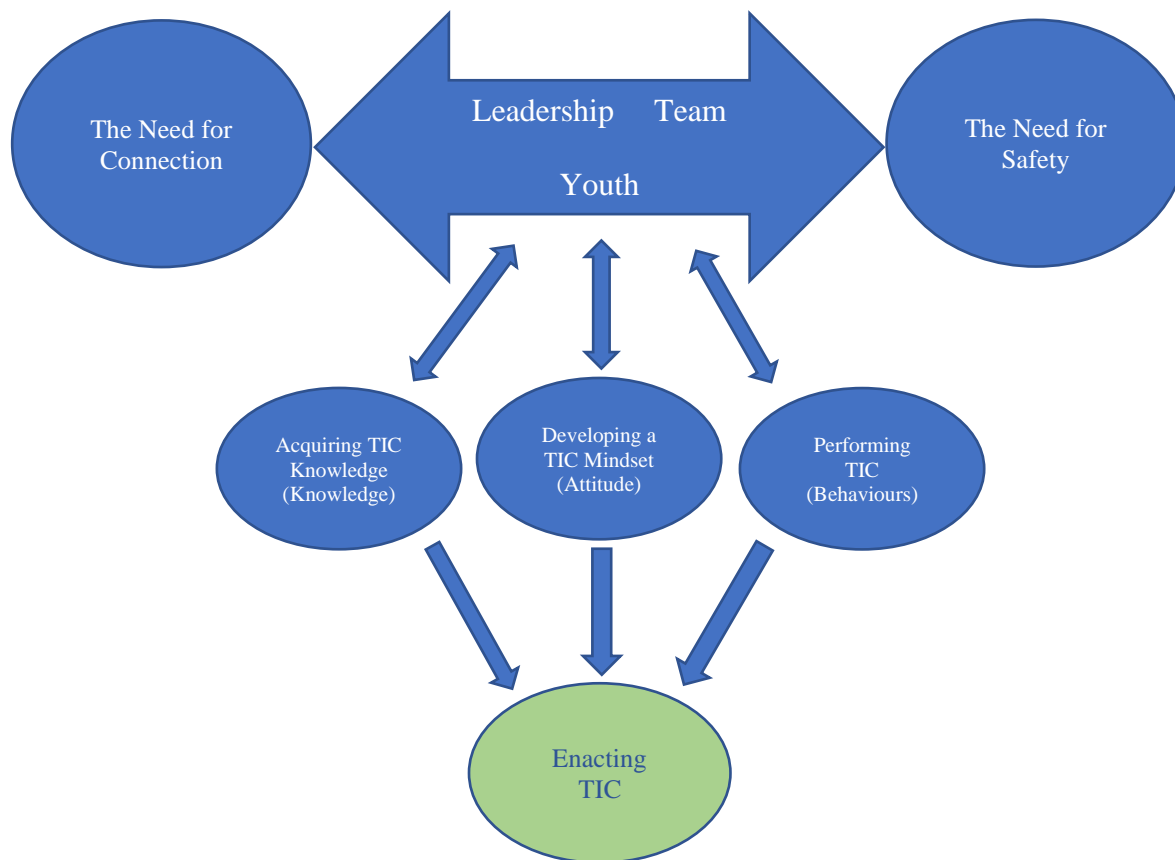 The Need for
Connection
Leadership Team
Youth
The Need for
Safety
Acquiring TIC
Knowledge
(Knowledge)
Developing a
TIC Mindset
(Attitude)
Performing
TIC
(Behaviours)
Enacting
TIC